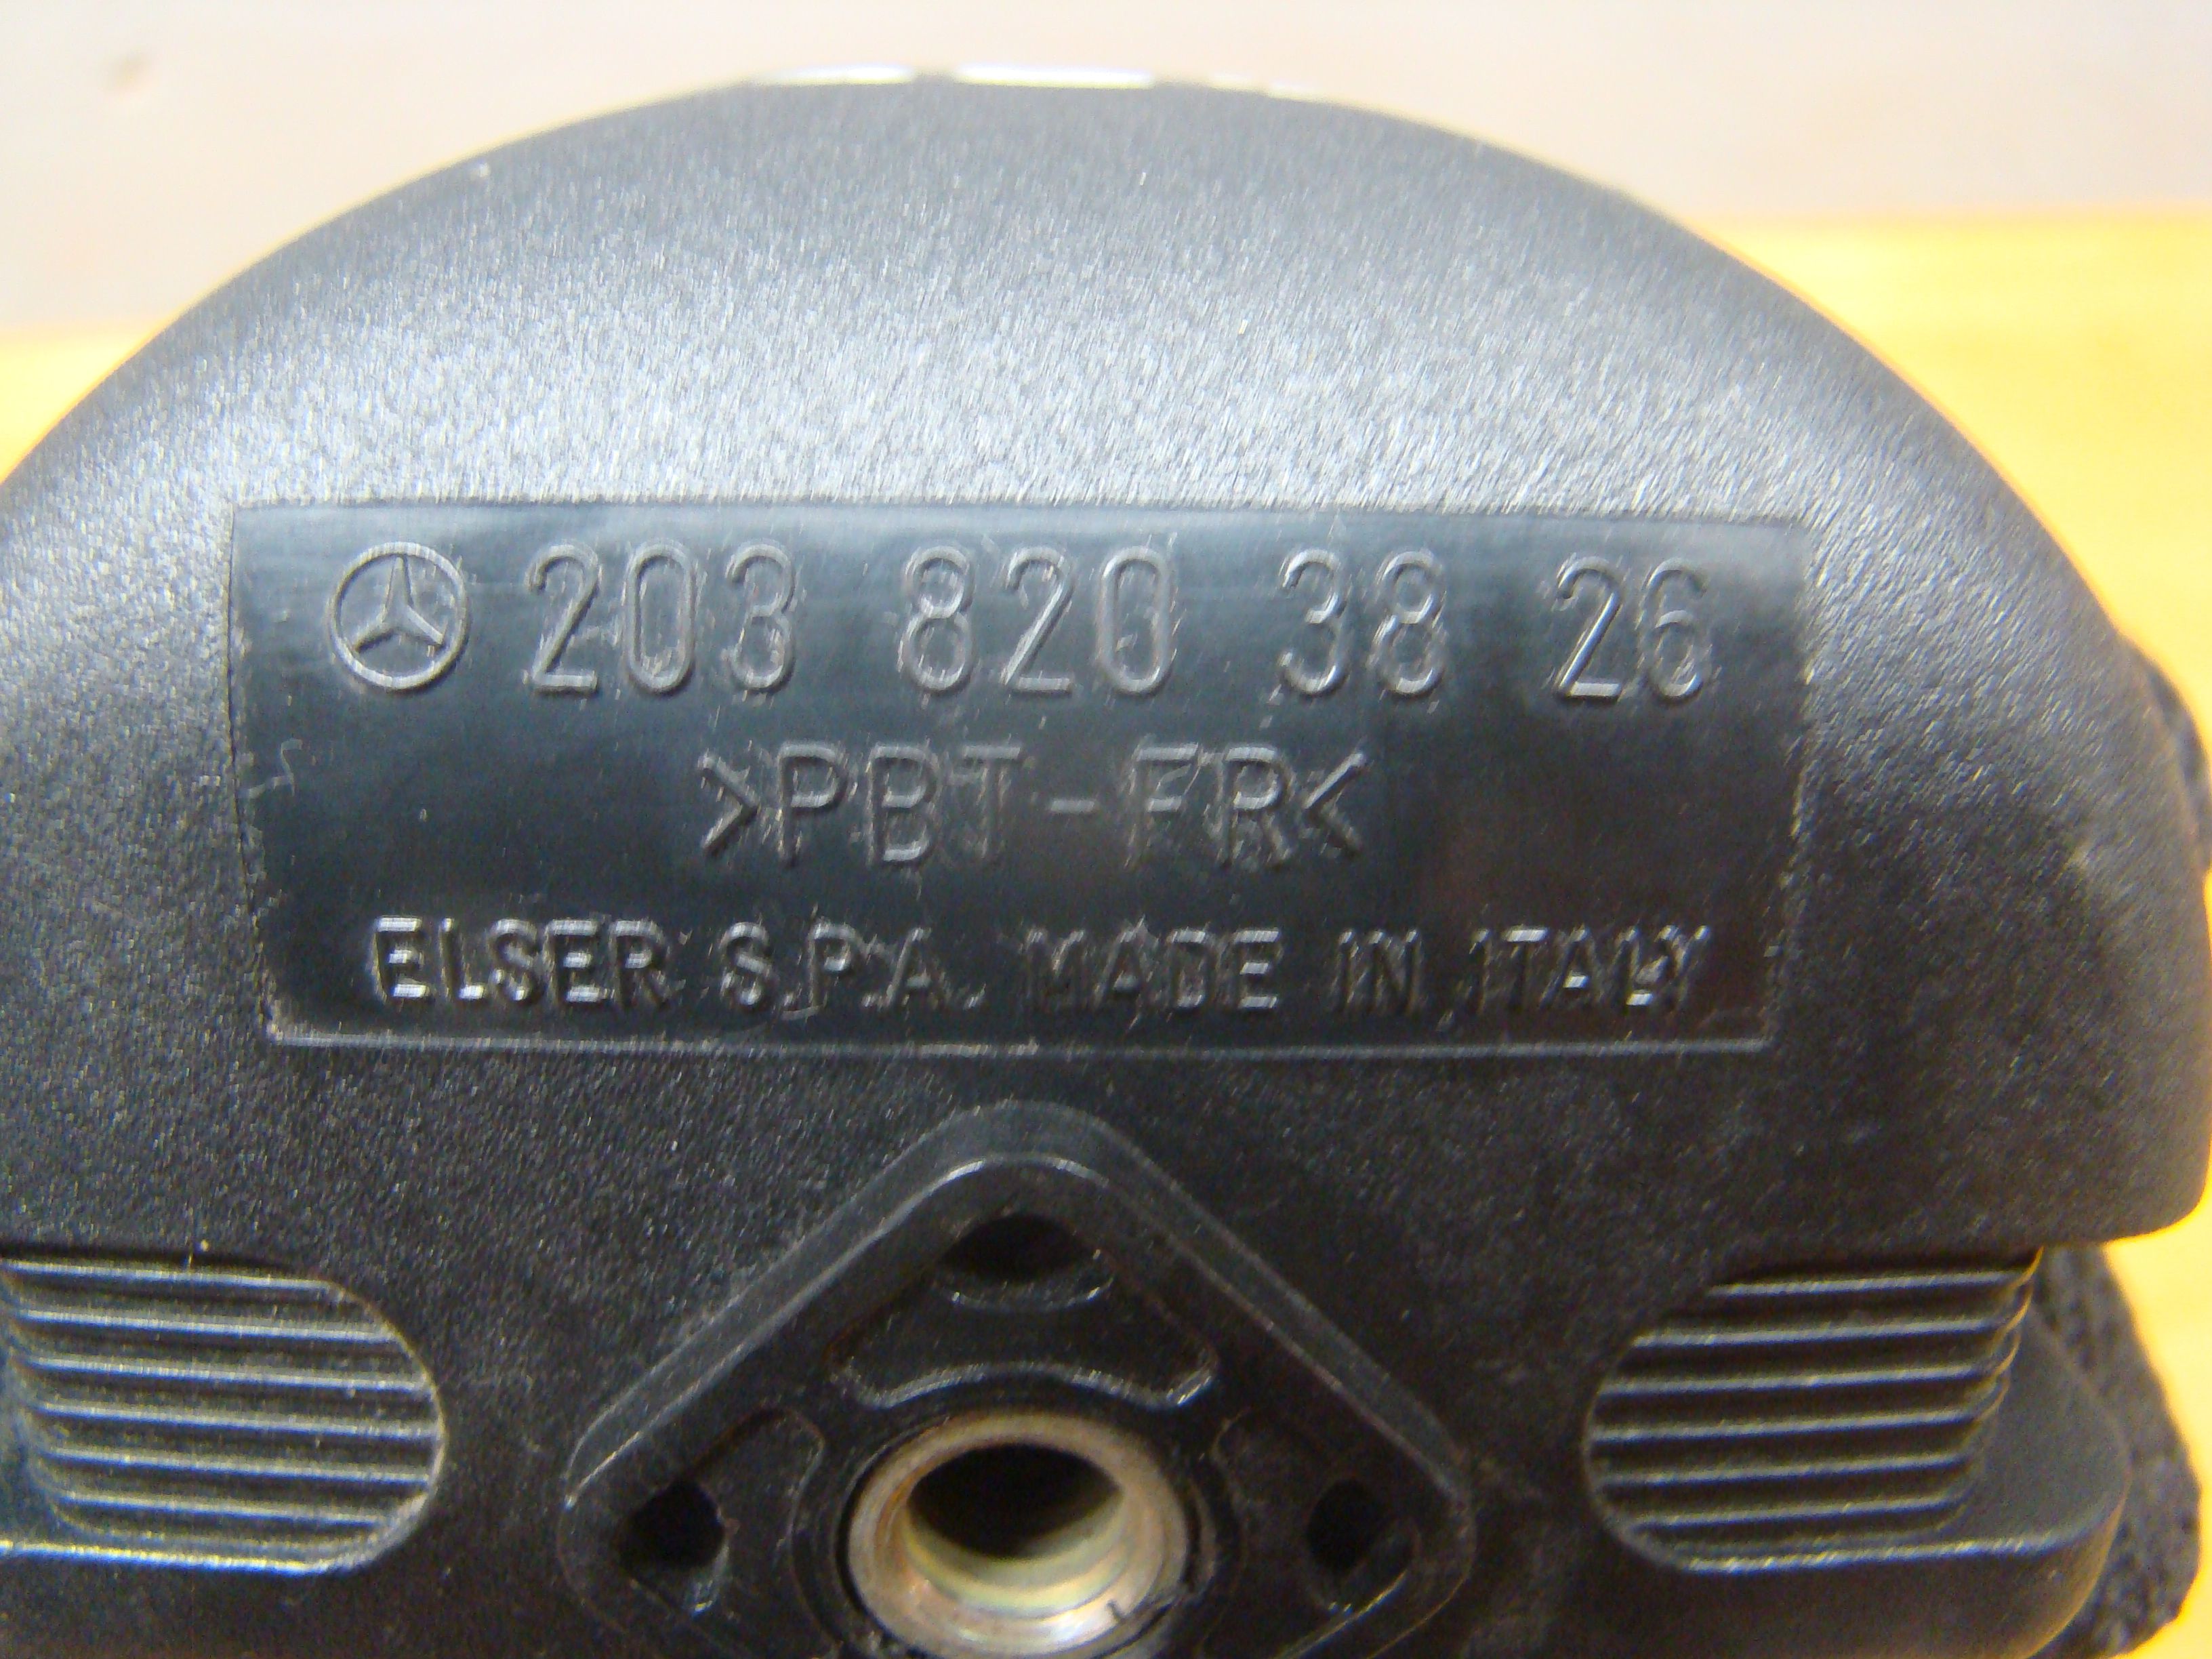 203 820 38 26
>PBT-FR<
ELSER S.P.A. MADE IN ITALY